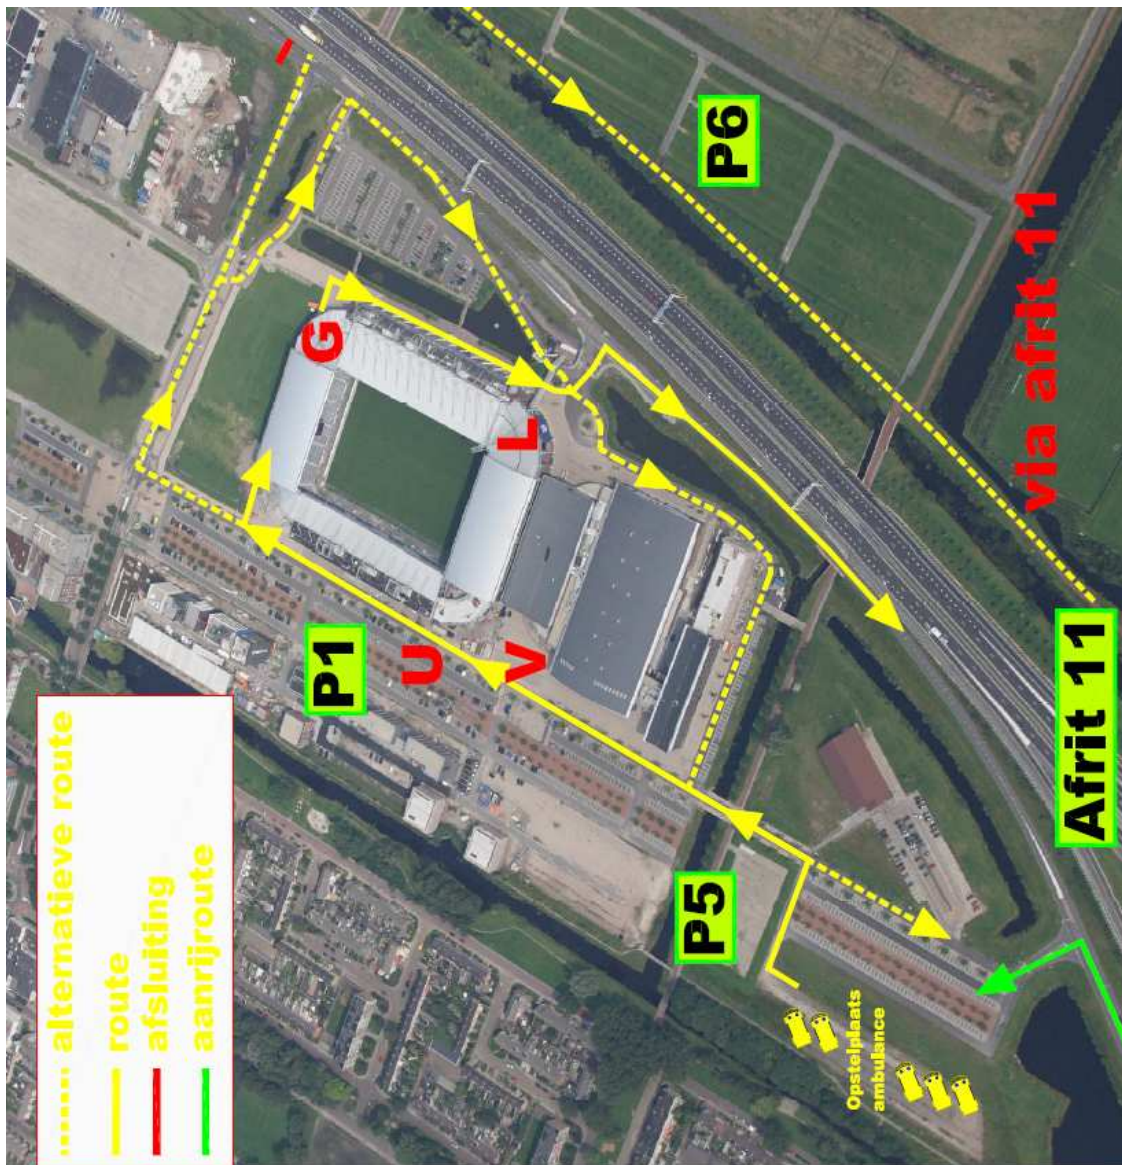 alternatieve route
route
afsluiting
aanrijroute
P1
P5
P6
G
L
U
V
via afrit 11
Afrit 11
Opstelplaats
ambulance